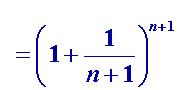 = (1 + 1/(n+1))^{n+1}